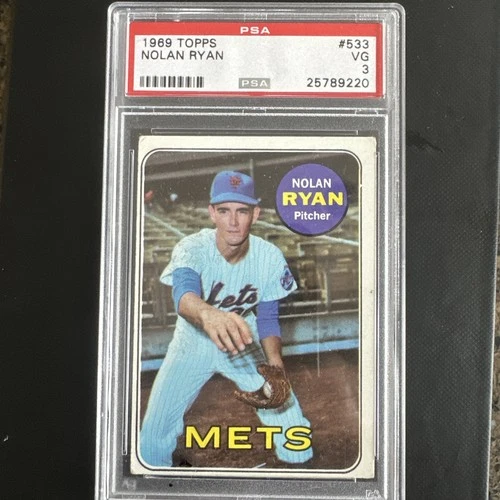 PSA
1969 TOPPS #533
NOLAN RYAN VG
3
PSA 25789220
NOLAN
RYAN
Pitcher
Mets
METS